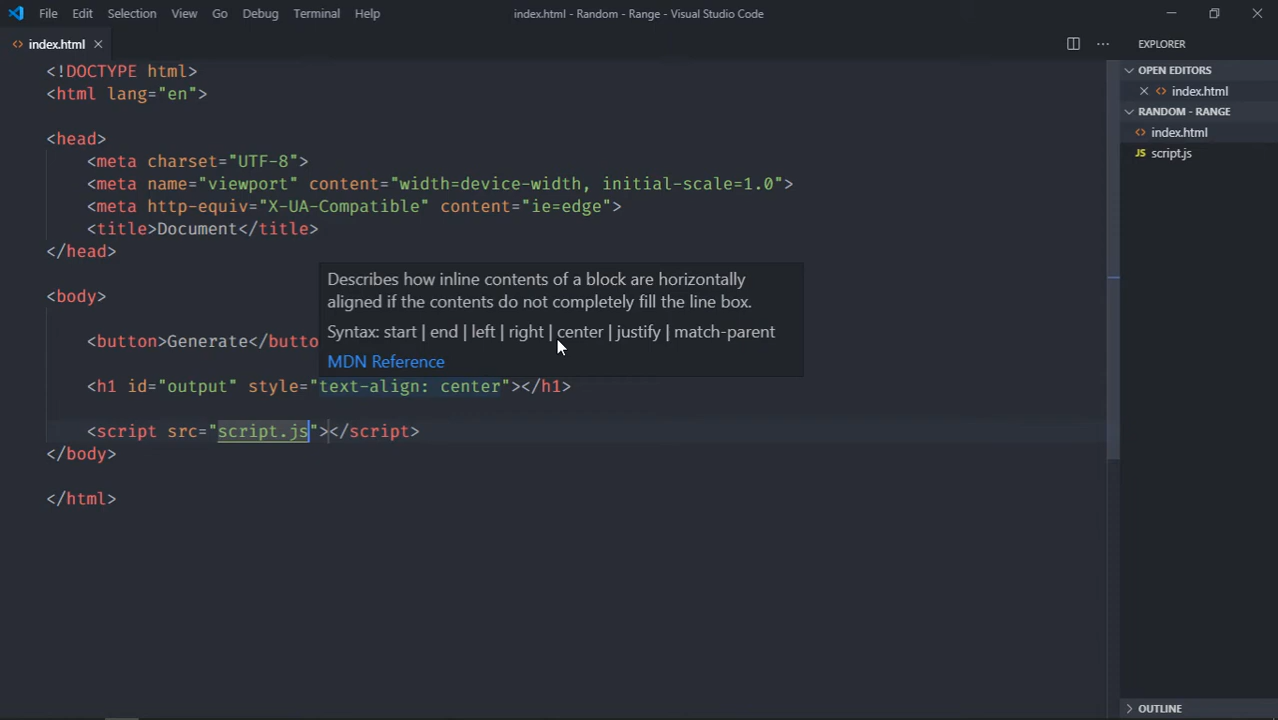 File Edit Selection View Go Debug Terminal Help index.html - Random - Range - Visual Studio Code
index.html
EXPLORER
<!DOCTYPE html>
<html lang="en">
<head>
<meta charset="UTF-8">
<meta name="viewport" content="width=device-width, initial-scale=1.0">
<meta http-equiv="X-UA-Compatible" content="ie=edge">
<title>Document</title>
</head>
<body>
<button>Generate</butto
<h1 id="output" style="text-align: center"></h1>
<script src="script.js"></script>
</body>
</html>
Describes how inline contents of a block are horizontally
aligned if the contents do not completely fill the line box.
Syntax: start | end | left | right | center | justify | match-parent
MDN Reference
OPEN EDITORS
index.html
RANDOM - RANGE
index.html
JS script.js
OUTLINE